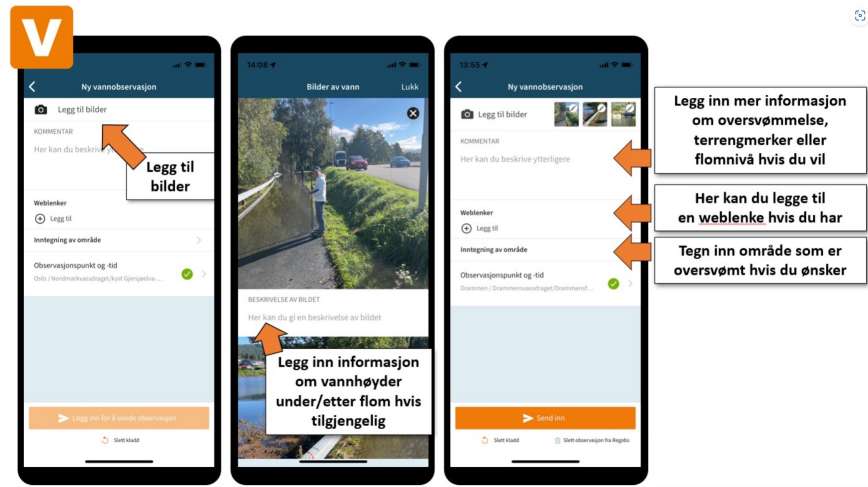 V
Ny vannobservasjon
Legg til bilder
KOMMENTAR
Her kan du beskriv
Legg til
bilder
Weblenker
Legg til
Inntegning av område
Observasjonspunkt og -tid
Oslo / Nordmarkvassdraget/kyst Gjersjøelva-...
Logg inn for å sende observasjon
Slett kladd
14:08
Bilder av vann
Lukk
BESKRIVELSE AV BILDET
Her kan du gi en beskrivelse av bildet
Legg inn informasjon
om vannhøyder
under/etter flom hvis
tilgjengelig
13:55
Ny vannobservasjon
Legg til bilder
KOMMENTAR
Her kan du beskrive ytterligere
Weblenker
Legg til
Inntegning av område
Observasjonspunkt og -tid
Drammen / Drammensvassdraget/Drammensf...
Send inn
Slett kladd
Slett observasjon fra Regobs
Legg inn mer informasjon
om oversvømmelse,
terrengmerker eller
flomnivå hvis du vil
Her kan du legge til
en weblenke hvis du har
Tegn inn område som er
oversvømt hvis du ønsker